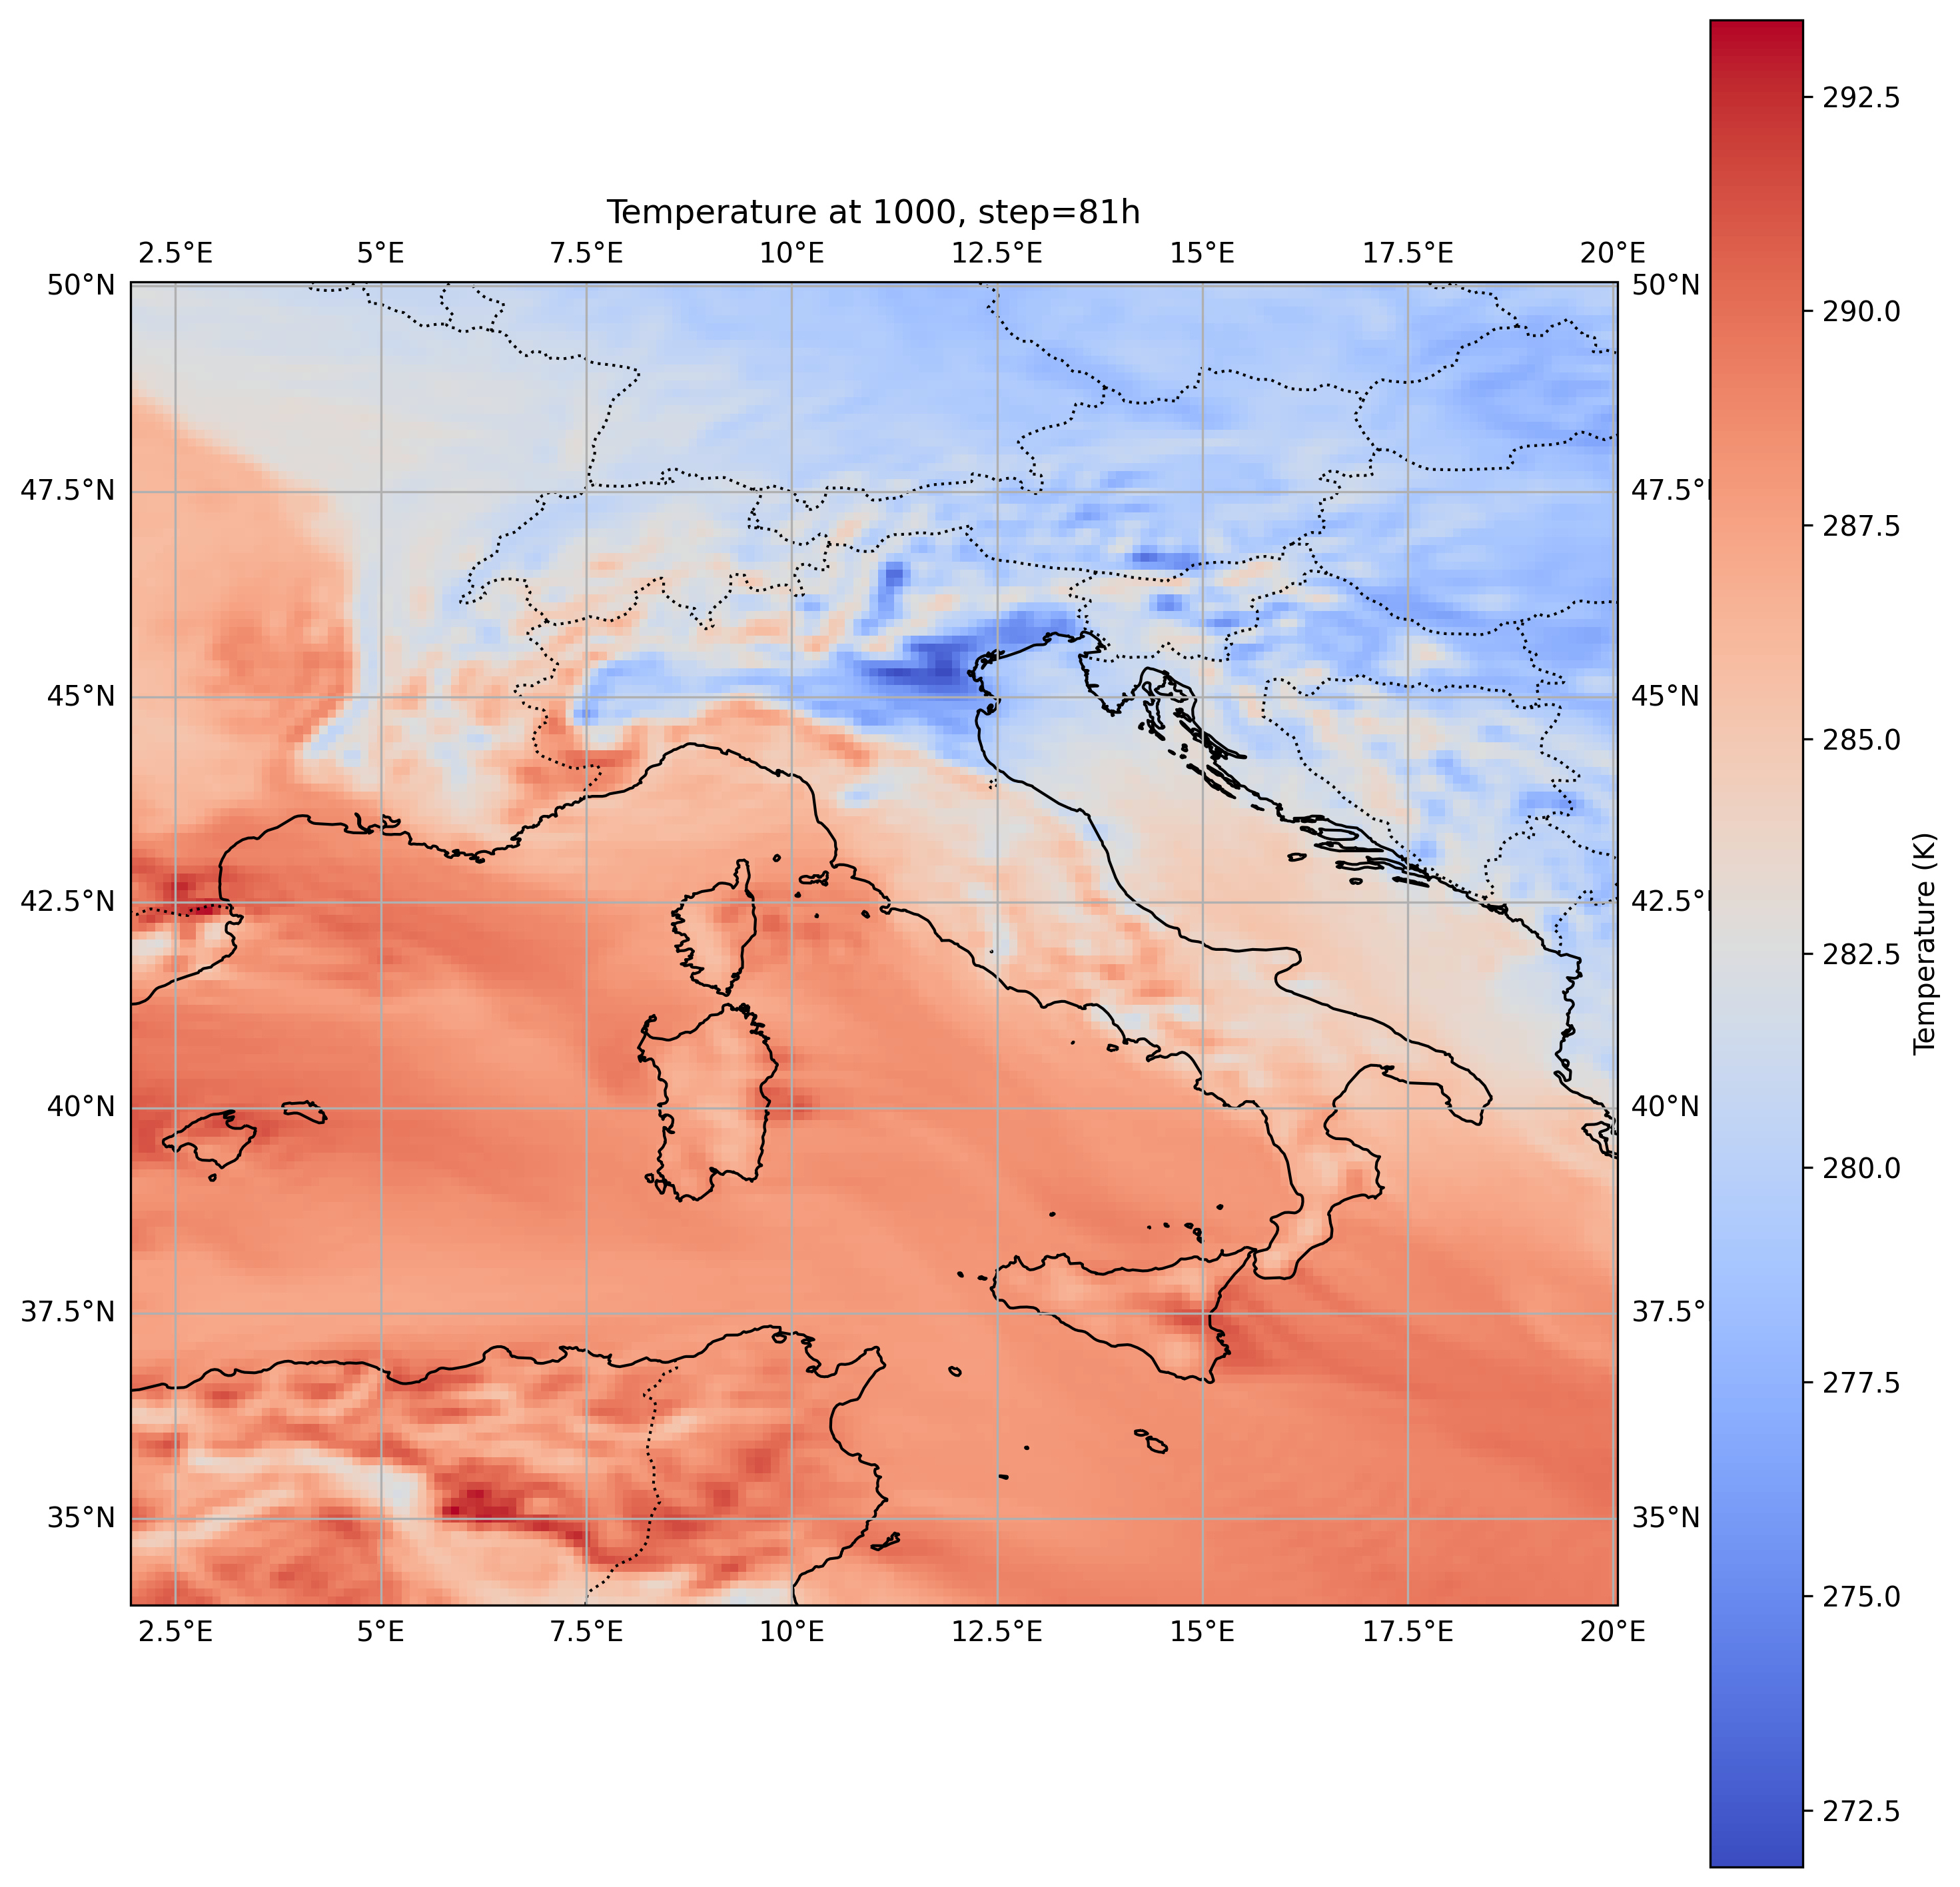 Temperature at 1000, step=81h
2.5°E 5°E 7.5°E 10°E 12.5°E 15°E 17.5°E 20°E
50°N 50°N
47.5°N 47.5°
45°N 45°N
42.5°N 42.5°
40°N 40°N
37.5°N 37.5°
35°N 35°N
2.5°E 5°E 7.5°E 10°E 12.5°E 15°E 17.5°E 20°E
292.5
290.0
287.5
285.0
282.5
280.0
277.5
275.0
272.5
Temperature (K)